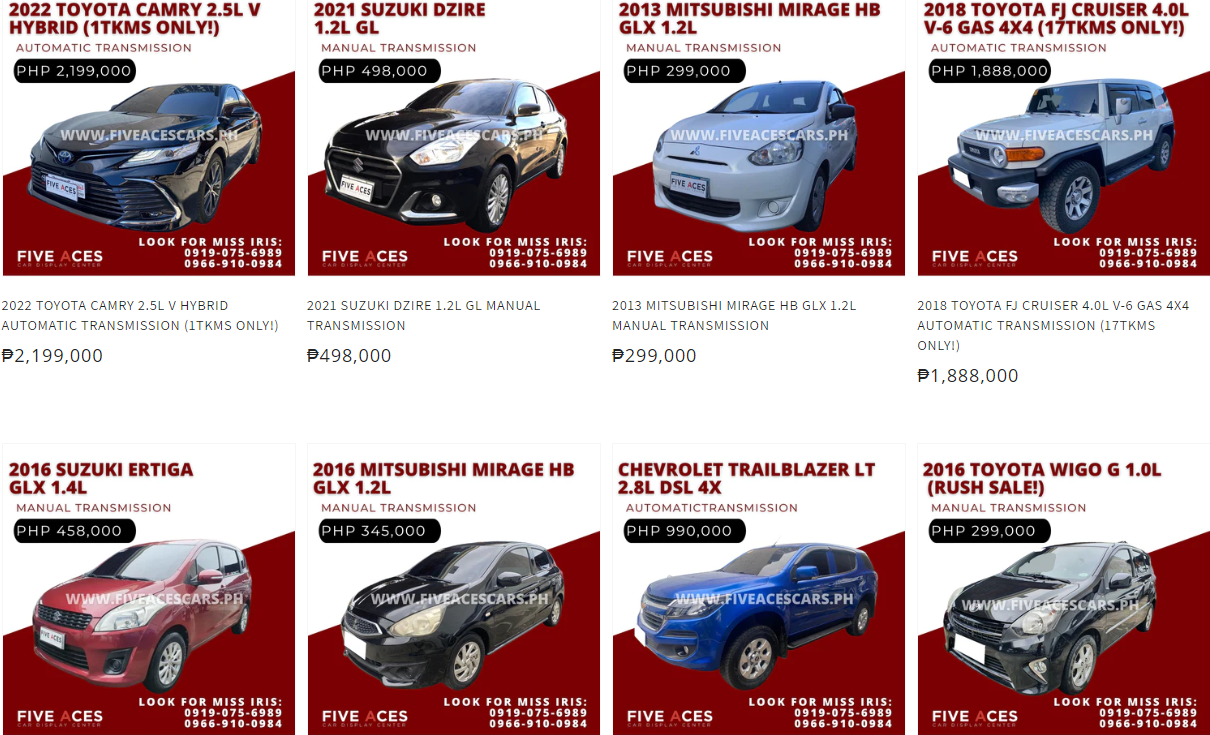 2022 TOYOTA CAMRY 2.5L V
HYBRID (1TKMS ONLY!)
AUTOMATIC TRANSMISSION
PHP 2,199,000
WWW.FIVEACESCARS.PH
FIVE ACES
LOOK FOR MISS IRIS:
0919-075-6989
0966-910-0984
FIVE ACES
CAR DISPLAY CENTER
2022 TOYOTA CAMRY 2.5L V HYBRID
AUTOMATIC TRANSMISSION (1TKMS ONLY!)
₱2,199,000
2021 SUZUKI DZIRE
1.2L GL
MANUAL TRANSMISSION
PHP 498,000
WWW.FIVEACESCARS.PH
FIVE ACES
LOOK FOR MISS IRIS:
0919-075-6989
0966-910-0984
FIVE ACES
CAR DISPLAY CENTER
2021 SUZUKI DZIRE 1.2L GL MANUAL
TRANSMISSION
₱498,000
2013 MITSUBISHI MIRAGE HB
GLX 1.2L
MANUAL TRANSMISSION
PHP 299,000
WWW.FIVEACESCARS.PH
FIVE ACES
LOOK FOR MISS IRIS:
0919-075-6989
0966-910-0984
FIVE ACES
CAR DISPLAY CENTER
2013 MITSUBISHI MIRAGE HB GLX 1.2L
MANUAL TRANSMISSION
₱299,000
2018 TOYOTA FJ CRUISER 4.0L
V-6 GAS 4X4 (17TKMS ONLY!)
AUTOMATIC TRANSMISSION
PHP 1,888,000
WWW.FIVEACESCARS.PH
TOYOTA
LOOK FOR MISS IRIS:
0919-075-6989
0966-910-0984
FIVE ACES
CAR DISPLAY CENTER
2018 TOYOTA FJ CRUISER 4.0L V-6 GAS 4X4
AUTOMATIC TRANSMISSION (17TKMS
ONLY!)
₱1,888,000
2016 SUZUKI ERTIGA
GLX 1.4L
MANUAL TRANSMISSION
PHP 458,000
WWW.FIVEACESCARS.PH
FIVE ACES
LOOK FOR MISS IRIS:
0919-075-6989
0966-910-0984
FIVE ACES
CAR DISPLAY CENTER
2016 MITSUBISHI MIRAGE HB
GLX 1.2L
MANUAL TRANSMISSION
PHP 345,000
WWW.FIVEACESCARS.PH
LOOK FOR MISS IRIS:
0919-075-6989
0966-910-0984
FIVE ACES
CAR DISPLAY CENTER
CHEVROLET TRAILBLAZER LT
2.8L DSL 4X
AUTOMATICTRANSMISSION
PHP 990,000
WWW.FIVEACESCARS.PH
LOOK FOR MISS IRIS:
0919-075-6989
0966-910-0984
FIVE ACES
CAR DISPLAY CENTER
2016 TOYOTA WIGO G 1.0L
(RUSH SALE!)
MANUAL TRANSMISSION
PHP 299,000
WWW.FIVEACESCARS.PH
LOOK FOR MISS IRIS:
0919-075-6989
0966-910-0984
FIVE ACES
CAR DISPLAY CENTER